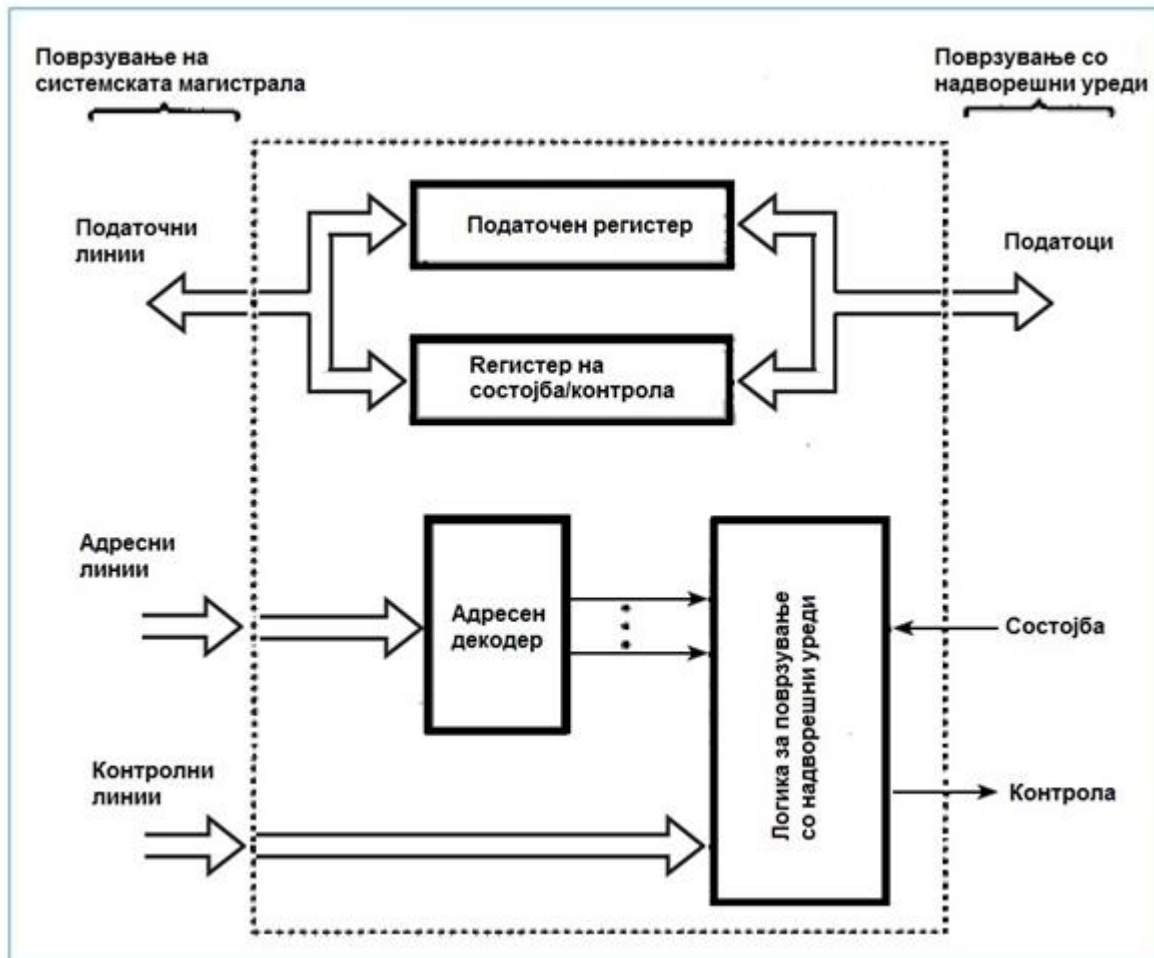 Поврзување на
системската магистрала
Поврзување со
надворешни уреди
Податочни
линии
Податочен регистер
Податоци
Rегистер на
состојба/контрола
Адресни
линии
Адресен
декодер
Логика за поврзување
со надворешни уреди
Состојба
Контролни
линии
Контрола